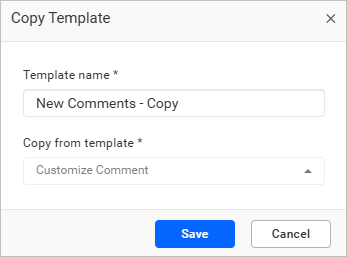 Copy Template
Template name *
New Comments - Copy
Copy from template *
Customize Comment
Save Cancel